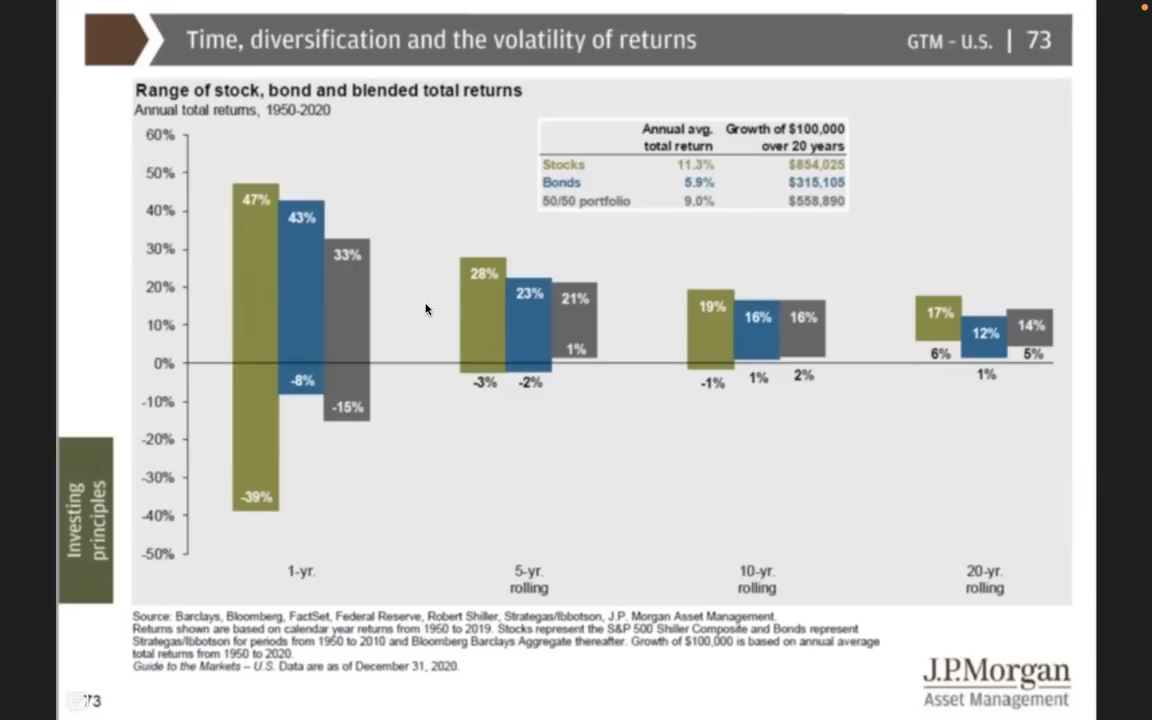 Time, diversification and the volatility of returns
GTM – U.S. | 73
Range of stock, bond and blended total returns
Annual total returns, 1950-2020
Annual avg. Growth of $100,000
total return over 20 years
Stocks 11.3% $854,025
Bonds 5.9% $315,105
50/50 portfolio 9.0% $558,890
60%
50%
40%
30%
20%
10%
0%
-10%
-20%
-30%
-40%
-50%
47%
43%
33%
-8%
-15%
-39%
28%
23%
21%
1%
-3%
-2%
19%
16%
16%
-1%
1%
2%
17%
12%
14%
6%
5%
1%
1-yr.
5-yr.
rolling
10-yr.
rolling
20-yr.
rolling
Investing
principles
Source: Barclays, Bloomberg, FactSet, Federal Reserve, Robert Shiller, Strategas/Ibbotson, J.P. Morgan Asset Management.
Returns shown are based on calendar year returns from 1950 to 2019. Stocks represent the S&P 500 Shiller Composite and Bonds represent
Strategas/Ibbotson for periods from 1950 to 2010 and Bloomberg Barclays Aggregate thereafter. Growth of $100,000 is based on annual average
total returns from 1950 to 2020.
Guide to the Markets – U.S. Data are as of December 31, 2020.
J.P.Morgan
Asset Management
73